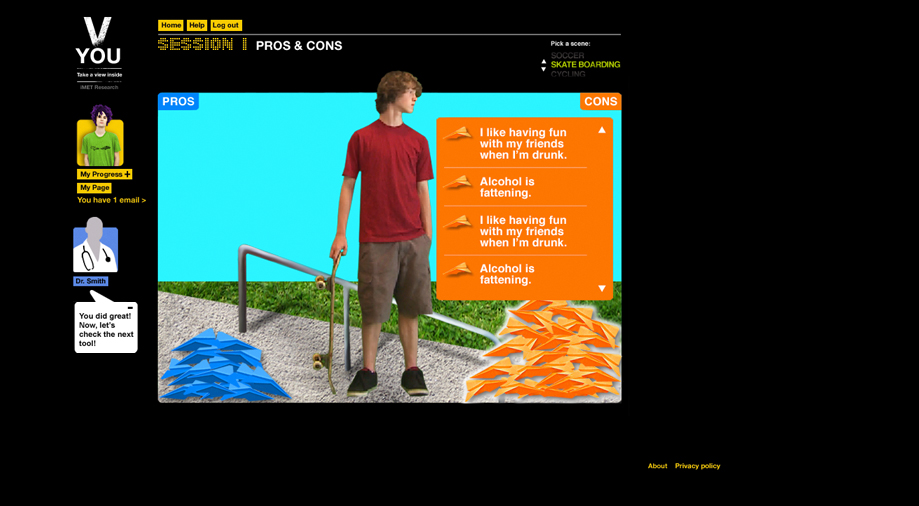 Home Help Log out
V
YOU
Take a view inside
iMET Research
SESSION 1 PROS & CONS
Pick a scene:
SOCCER
SKATE BOARDING
CYCLING
PROS
CONS
I like having fun
with my friends
when I'm drunk.
Alcohol is
fattening.
I like having fun
with my friends
when I'm drunk.
Alcohol is
fattening.
My Progress +
My Page
You have 1 email >
Dr. Smith
You did great!
Now, let's
check the next
tool!
About Privacy policy